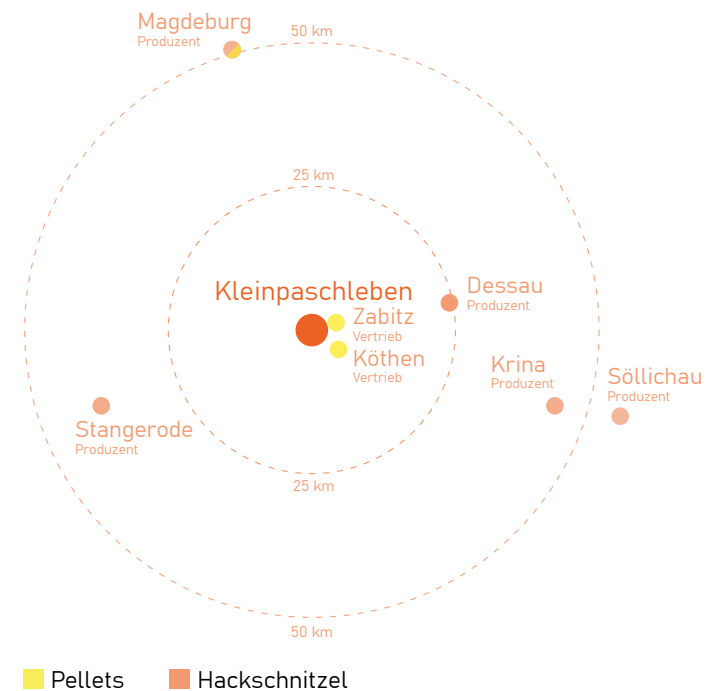 Magdeburg
Produzent
50 km
25 km
Kleinpaschleben
Dessau
Produzent
Zabitz
Vertrieb
Köthen
Vertrieb
Krina
Produzent
Söllichau
Produzent
Stangerode
Produzent
25 km
50 km
Pellets
Hackschnitzel